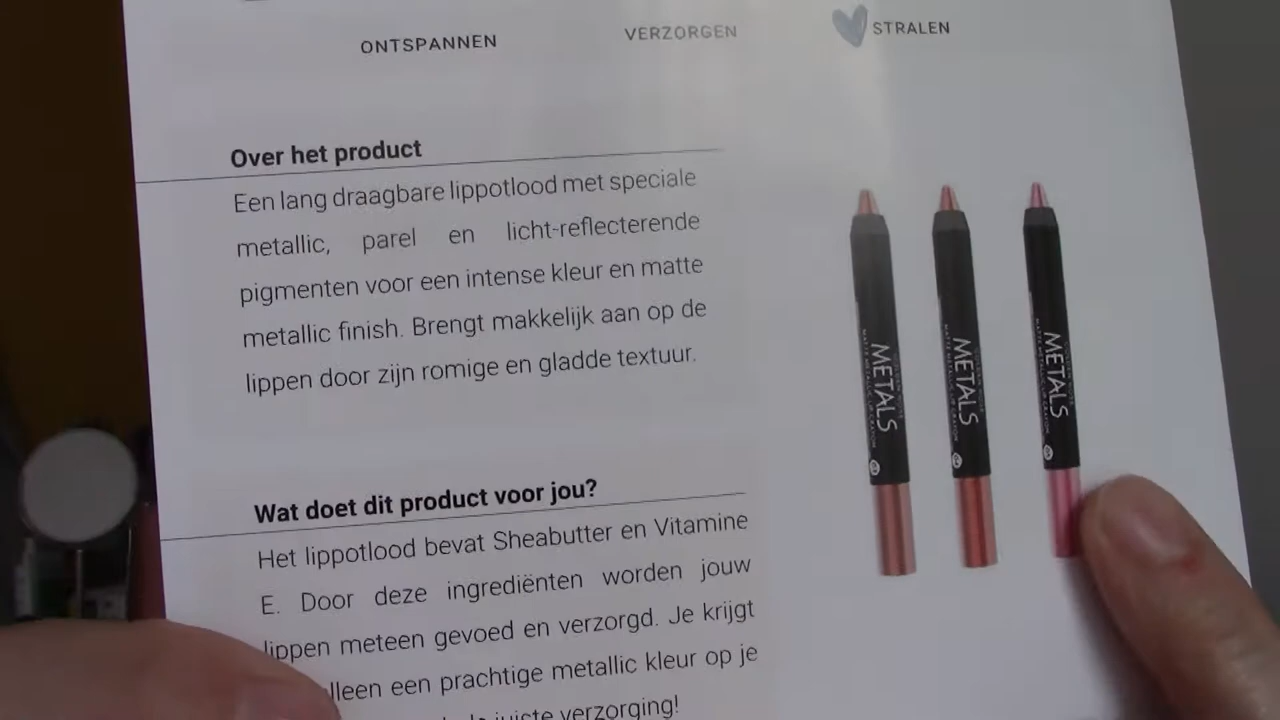 ONTSPANNEN VERZORGEN STRALEN
Over het product
Een lang draagbare lippotlood met speciale
metallic, parel en licht-reflecterende
pigmenten voor een intense kleur en matte
metallic finish. Brengt makkelijk aan op de
lippen door zijn romige en gladde textuur.
METALS
METALS
METALS
Wat doet dit product voor jou?
Het lippotlood bevat Sheabutter en Vitamine
E. Door deze ingrediënten worden jouw
lippen meteen gevoed en verzorgd. Je krijgt
een prachtige metallic kleur op je
juiste verzorging!